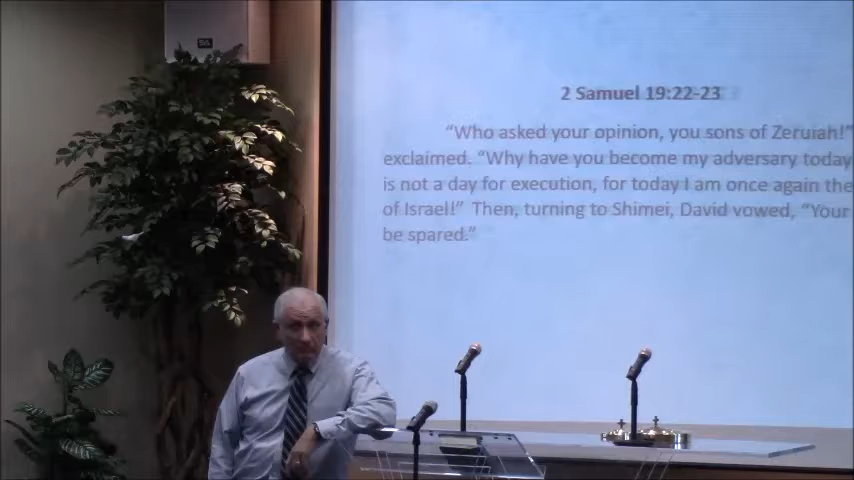 2 Samuel 19:22-23
“Who asked your opinion, you sons of Zeruiah!”
exclaimed. “Why have you become my adversary today
is not a day for execution, for today I am once again the
of Israel!” Then, turning to Shimei, David vowed, “Your
be spared.”